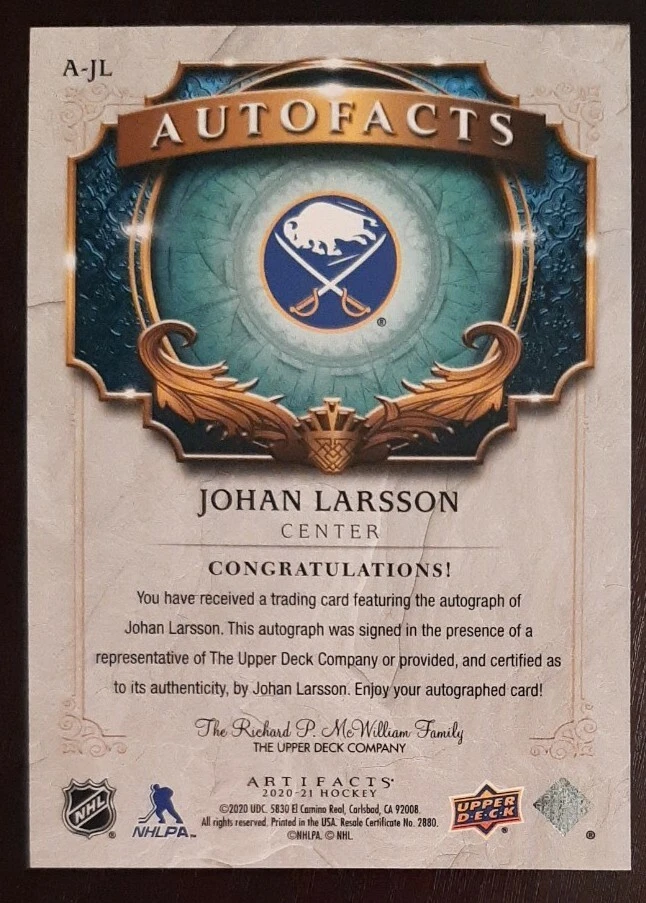 A-JL
AUTOFACTS
®
JOHAN LARSSON
CENTER
CONGRATULATIONS!
You have received a trading card featuring the autograph of
Johan Larsson. This autograph was signed in the presence of a
representative of The Upper Deck Company or provided, and certified as
to its authenticity, by Johan Larsson. Enjoy your autographed card!
The Richard P. McWilliam Family
THE UPPER DECK COMPANY
ARTIFACTS®
2020-21 HOCKEY
©2020 UDC. 5830 El Camino Real, Carlsbad, CA 92008.
All rights reserved. Printed in the USA. Resale Certificate No. 2880.
©NHLPA. © NHL.
NHL ®
NHLPA™
UPPER DECK ®
®